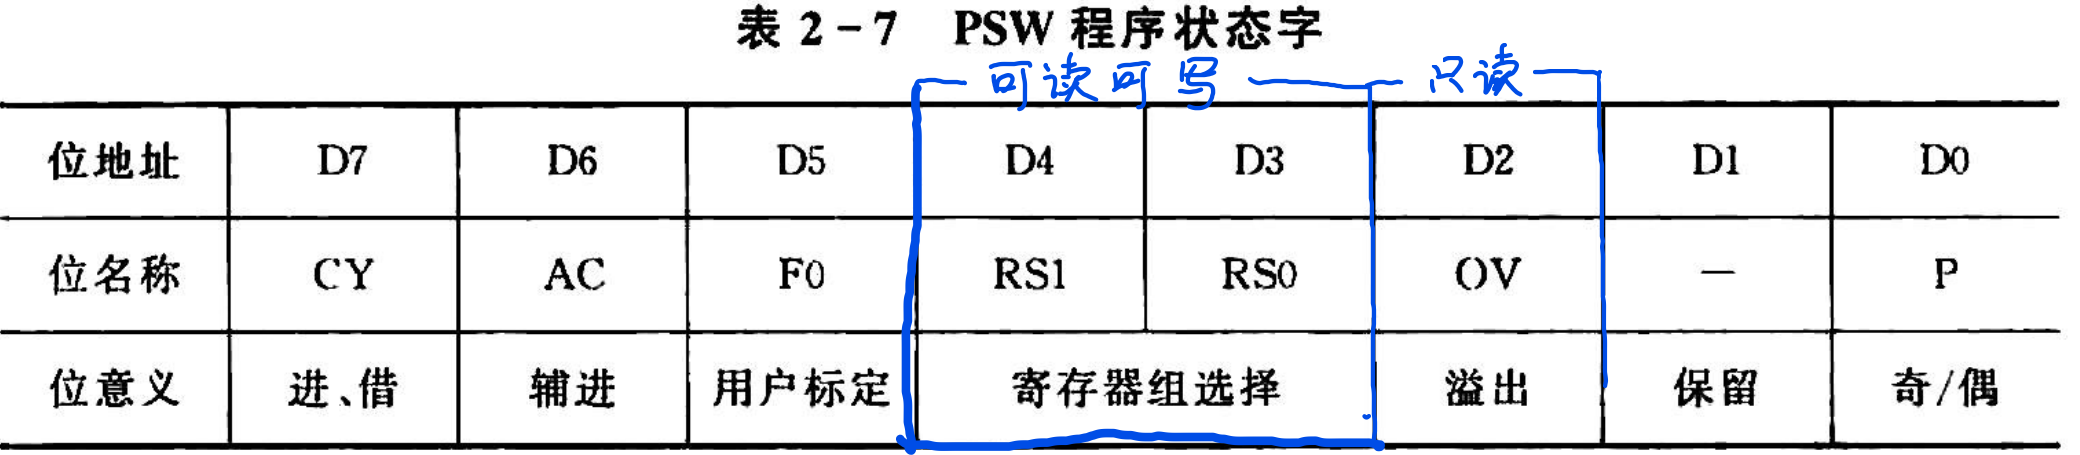 表 2-7 PSW 程序状态字
可读可写 只读
位地址 D7 D6 D5 D4 D3 D2 D1 D0
位名称 CY AC F0 RS1 RS0 OV — P
位意义 进、借 辅进 用户标定 寄存器组选择 溢出 保留 奇/偶